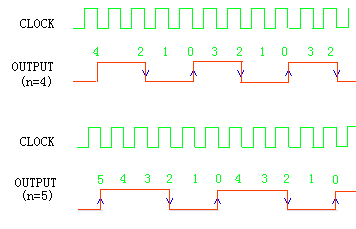 CLOCK
4 2 1 0 3 2 1 0 3 2
OUTPUT
(n=4)
CLOCK
5 4 3 2 1 0 4 3 2 1 0
OUTPUT
(n=5)